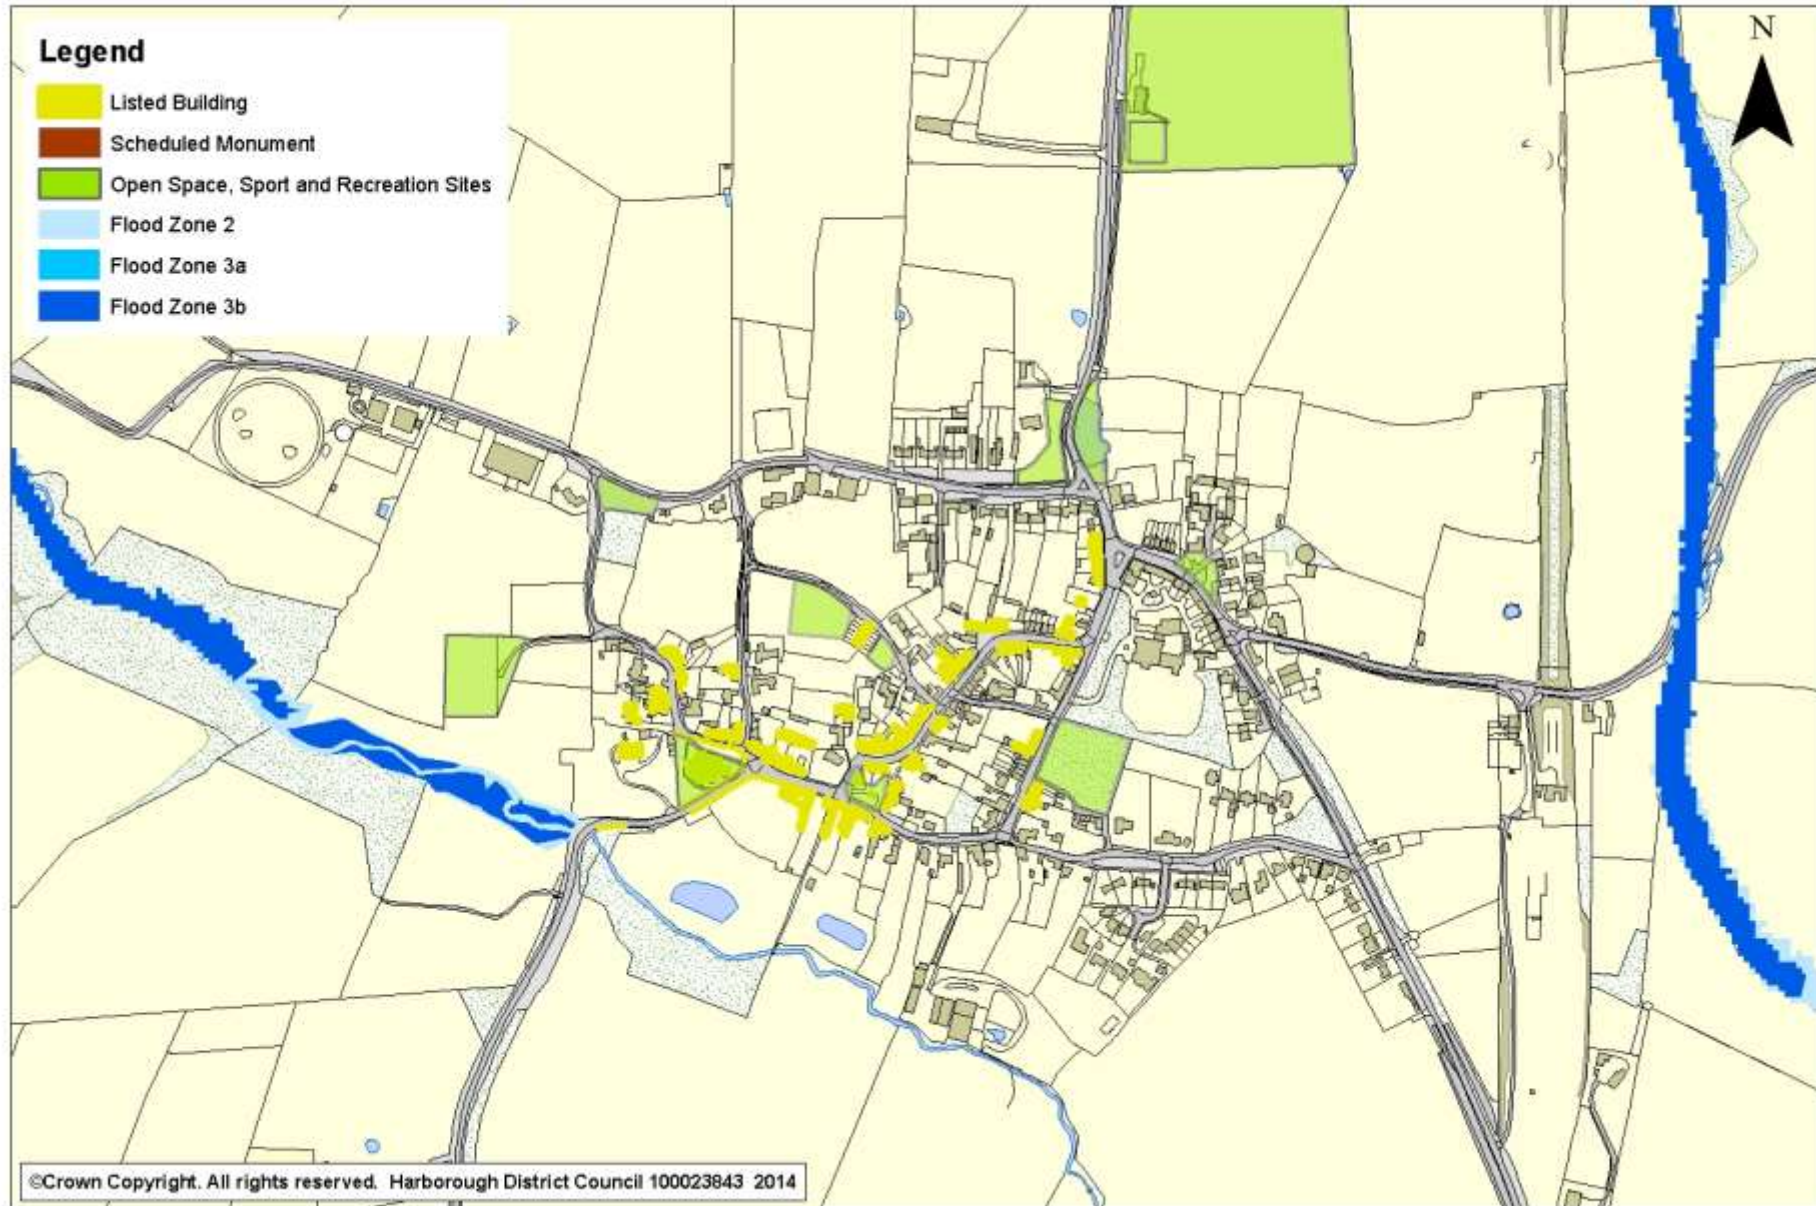 Legend
Listed Building
Scheduled Monument
Open Space, Sport and Recreation Sites
Flood Zone 2
Flood Zone 3a
Flood Zone 3b
N
©Crown Copyright. All rights reserved. Harborough District Council 100023843 2014